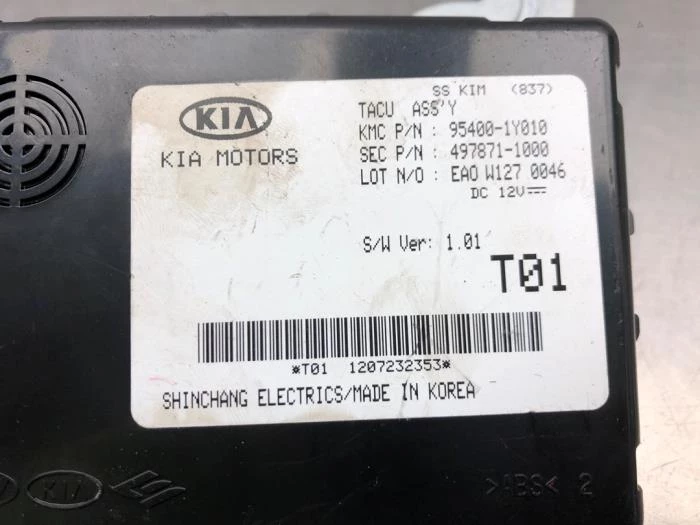 SS KIM (837)
KIA
TACU ASS'Y
KMC P/N : 95400-1Y010
KIA MOTORS
SEC P/N : 497871-1000
LOT N/O : EAO W127 0046
DC 12V
S/W Ver: 1.01
T01
*T01 1207232353*
SHINCHANG ELECTRICS/MADE IN KOREA
KIA
>ABS< 2